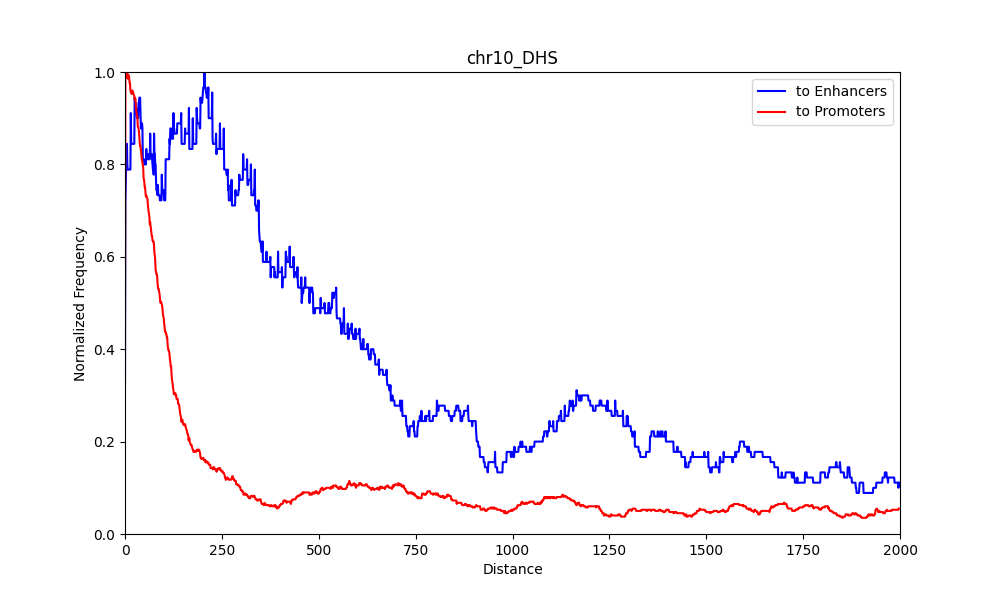 chr10_DHS
to Enhancers
to Promoters
Normalized Frequency
1.0
0.8
0.6
0.4
0.2
0.0
0 250 500 750 1000 1250 1500 1750 2000
Distance